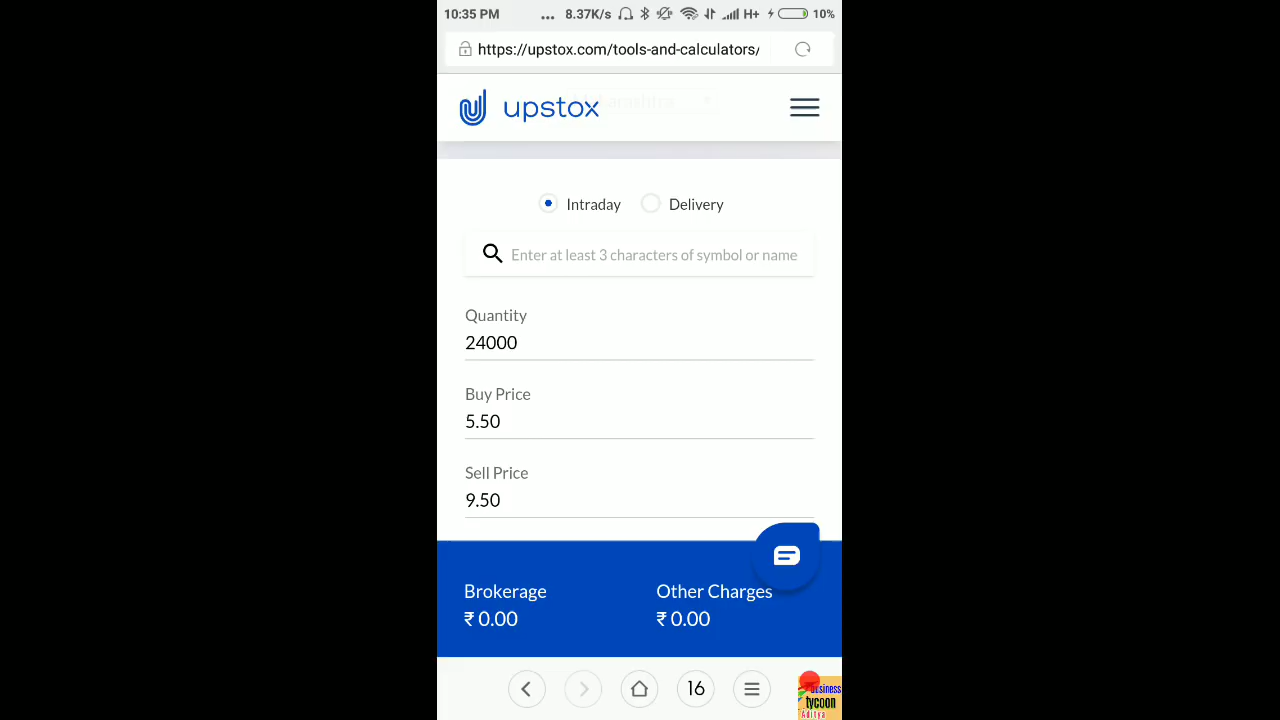 10:35 PM ... 8.37K/s H+ 10%
https://upstox.com/tools-and-calculators/
upstox
Intraday Delivery
Enter at least 3 characters of symbol or name
Quantity
24000
Buy Price
5.50
Sell Price
9.50
Brokerage Other Charges
₹ 0.00 ₹ 0.00
16
Business
tycoon
Aditya